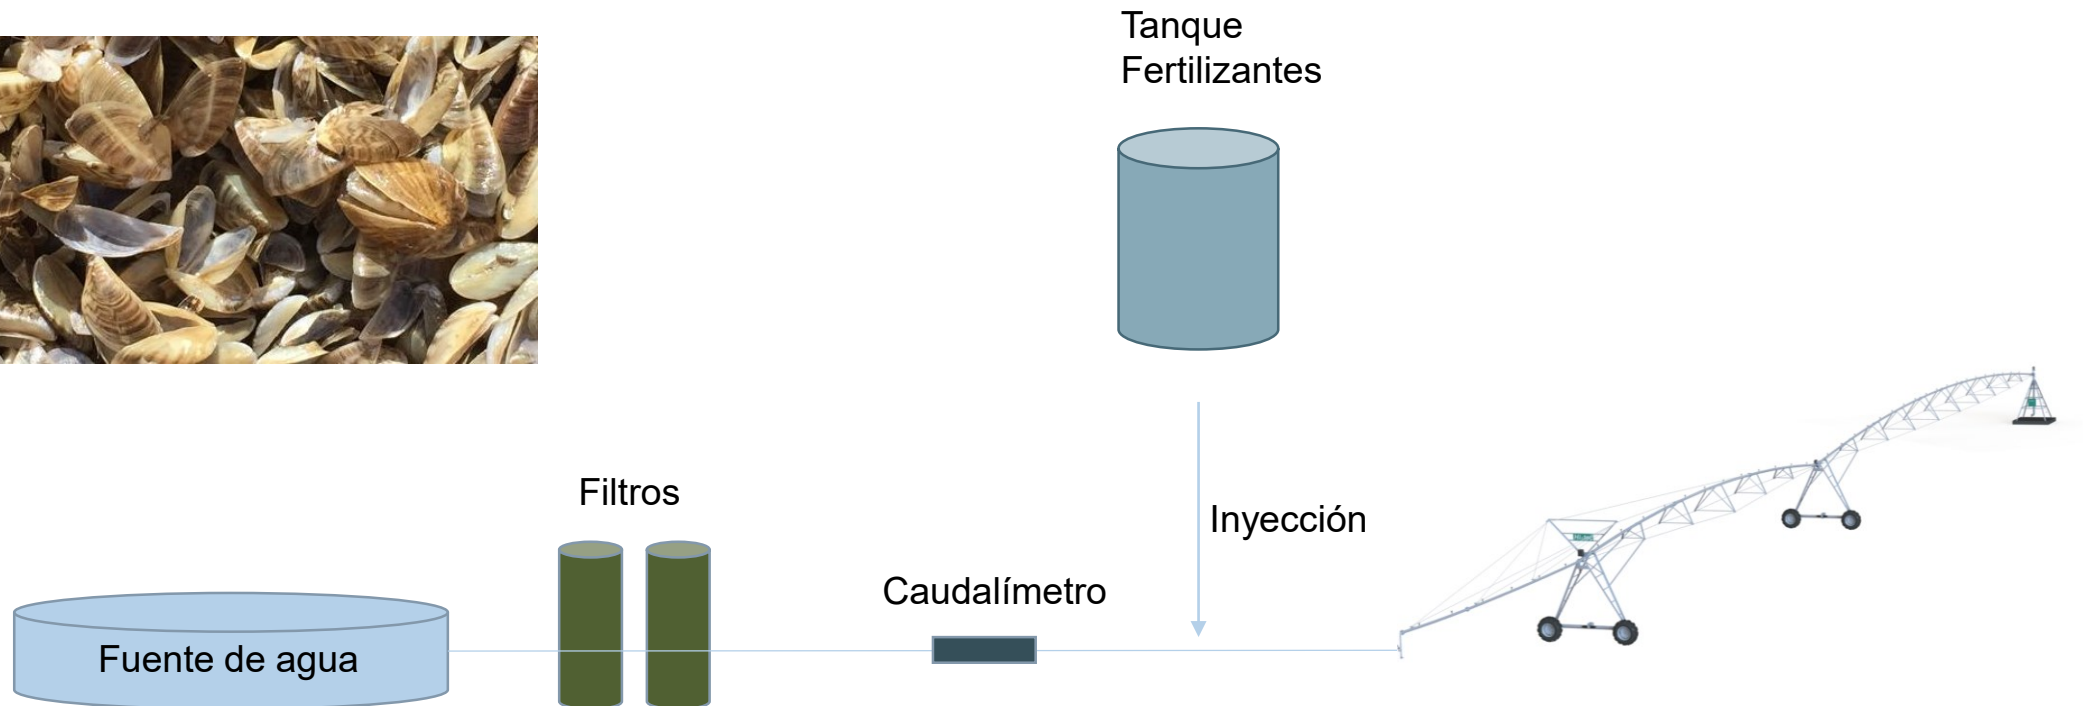 Tanque
Fertilizantes
Filtros
Inyección
Caudalímetro
Fuente de agua